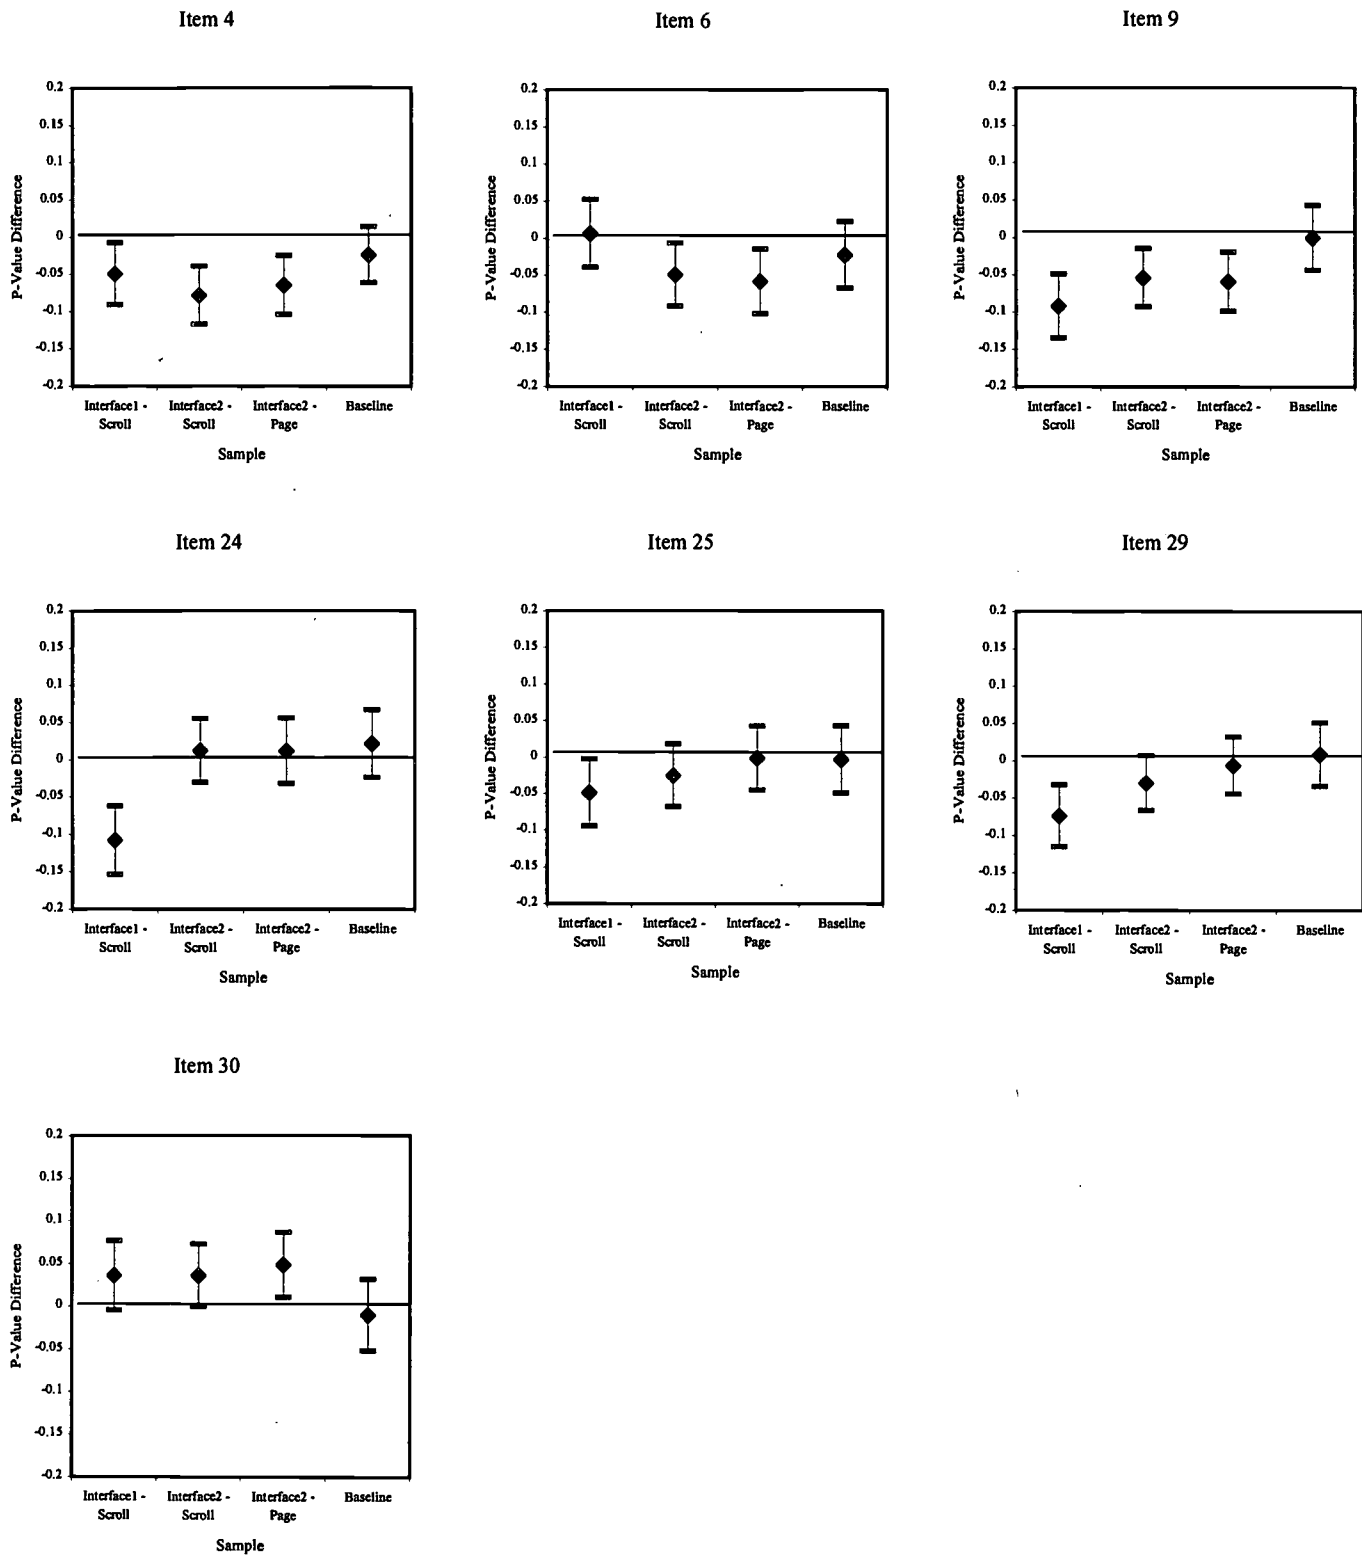 Item 4
Item 6
Item 9
0.2
0.15
0.1
0.05
0
-0.05
-0.1
-0.15
-0.2
P-Value Difference
Interface1 - Scroll
Interface2 - Scroll
Interface2 - Page
Baseline
Sample
0.2
0.15
0.1
0.05
0
-0.05
-0.1
-0.15
-0.2
P-Value Difference
Interface1 - Scroll
Interface2 - Scroll
Interface2 - Page
Baseline
Sample
0.2
0.15
0.1
0.05
0
-0.05
-0.1
-0.15
-0.2
P-Value Difference
Interface1 - Scroll
Interface2 - Scroll
Interface2 - Page
Baseline
Sample
Item 24
Item 25
Item 29
0.2
0.15
0.1
0.05
0
-0.05
-0.1
-0.15
-0.2
P-Value Difference
Interface1 - Scroll
Interface2 - Scroll
Interface2 - Page
Baseline
Sample
0.2
0.15
0.1
0.05
0
-0.05
-0.1
-0.15
-0.2
P-Value Difference
Interface1 - Scroll
Interface2 - Scroll
Interface2 - Page
Baseline
Sample
0.2
0.15
0.1
0.05
0
-0.05
-0.1
-0.15
-0.2
P-Value Difference
Interface1 - Scroll
Interface2 - Scroll
Interface2 - Page
Baseline
Sample
Item 30
0.2
0.15
0.1
0.05
0
-0.05
-0.1
-0.15
-0.2
P-Value Difference
Interface1 - Scroll
Interface2 - Scroll
Interface2 - Page
Baseline
Sample